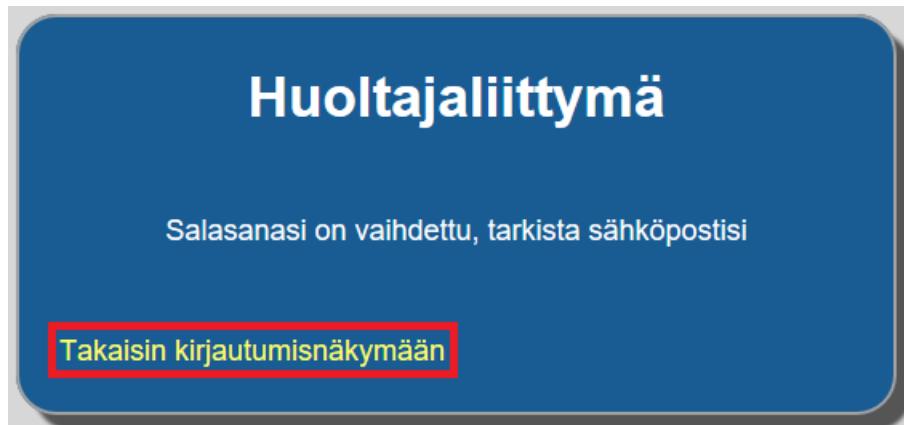 Huoltajaliittymä
Salasanasi on vaihdettu, tarkista sähköpostisi
Takaisin kirjautumisnäkymään